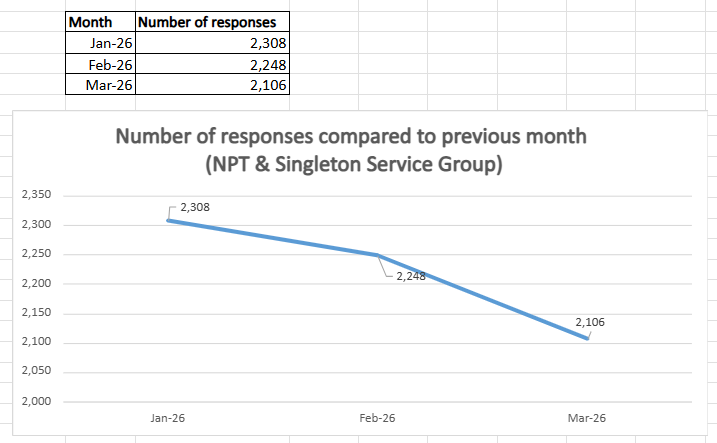 Month Number of responses
Jan-26 2,308
Feb-26 2,248
Mar-26 2,106
Number of responses compared to previous month
(NPT & Singleton Service Group)
2,350
2,308
2,300
2,250
2,248
2,200
2,150
2,106
2,100
2,050
2,000
Jan-26 Feb-26 Mar-26